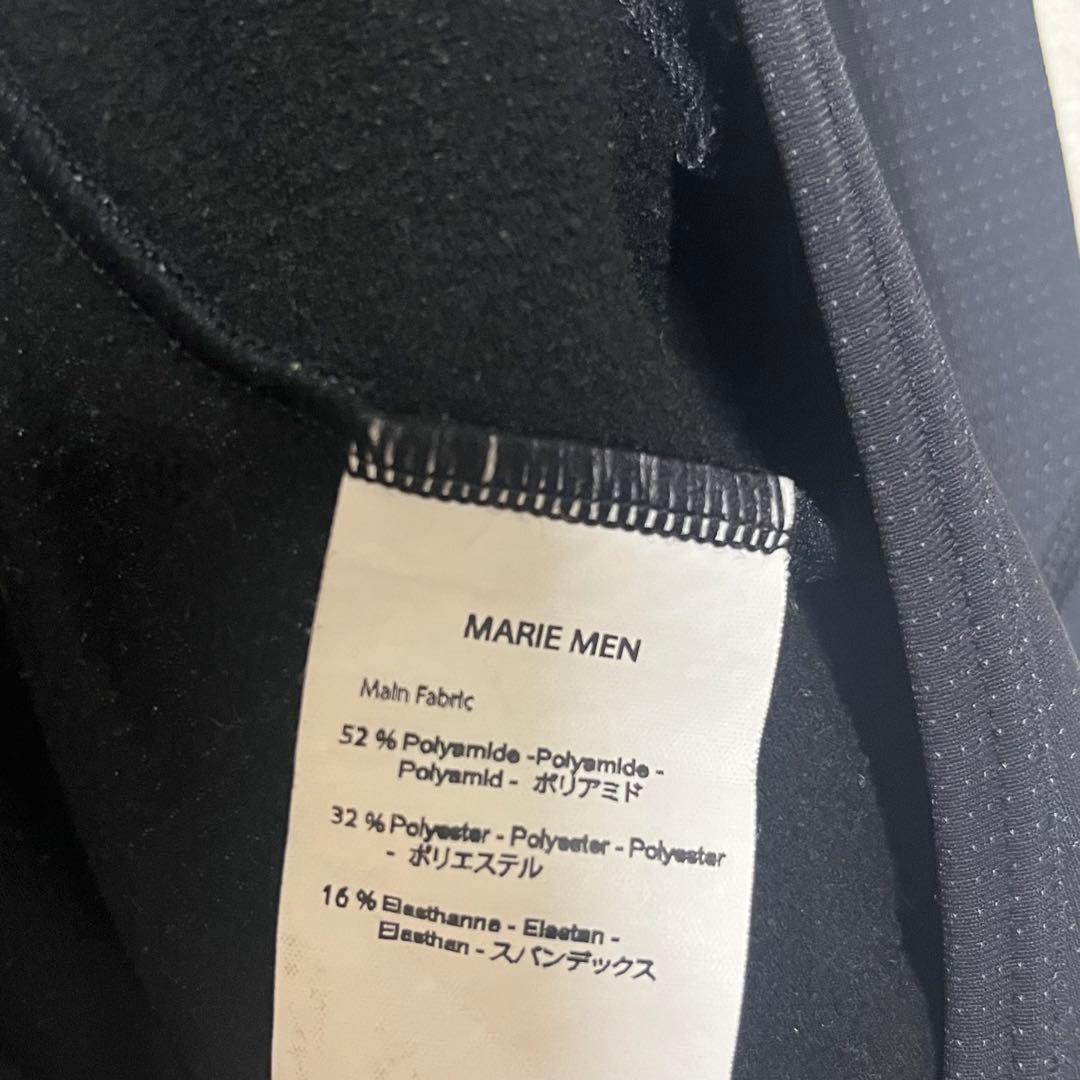 MARIE MEN
Main Fabric
52 % Polyamide -Polyamide -
Polyamid - ポリアミド
32 % Polyester - Polyester - Polyester
- ポリエステル
16 % Elasthanne - Elastan -
Elasthan - スパンデックス